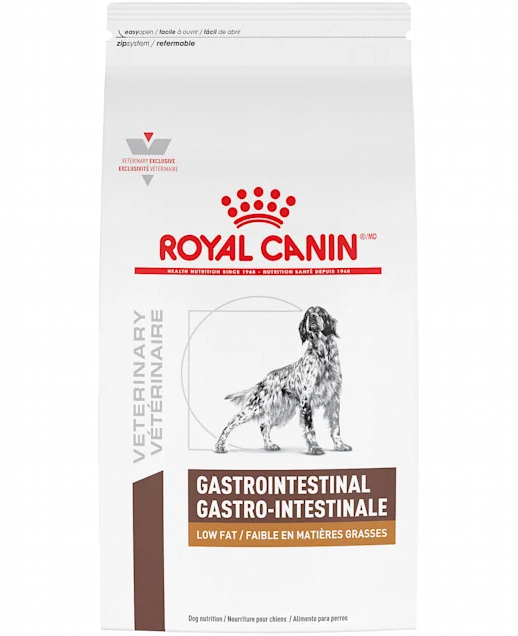 easyopen / facile à ouvrir / fácil de abrir
zipsystem / refermable
VETERINARY EXCLUSIVE
EXCLUSIVITÉ VÉTÉRINAIRE
ROYAL CANIN ®/MD
HEALTH NUTRITION SINCE 1968 - NUTRITION SANTÉ DEPUIS 1968
VETERINARY
VÉTÉRINAIRE
GASTROINTESTINAL
GASTRO-INTESTINALE
LOW FAT / FAIBLE EN MATIÈRES GRASSES
Dog nutrition / Nourriture pour chiens / Alimento para perros